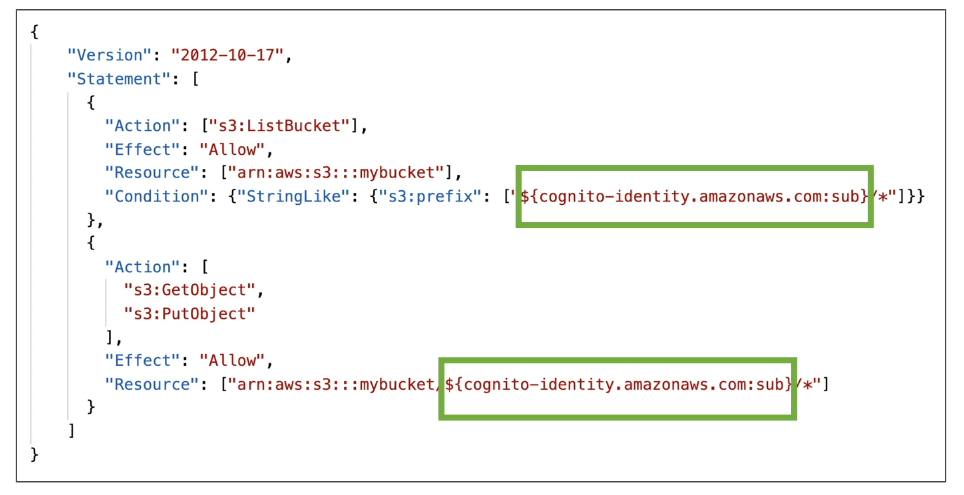 {
"Version": "2012-10-17",
"Statement": [
{
"Action": ["s3:ListBucket"],
"Effect": "Allow",
"Resource": ["arn:aws:s3:::mybucket"],
"Condition": {"StringLike": {"s3:prefix": ["${cognito-identity.amazonaws.com:sub}/*"]}}
},
{
"Action": [
"s3:GetObject",
"s3:PutObject"
],
"Effect": "Allow",
"Resource": ["arn:aws:s3:::mybucket/${cognito-identity.amazonaws.com:sub}/*"]
}
]
}